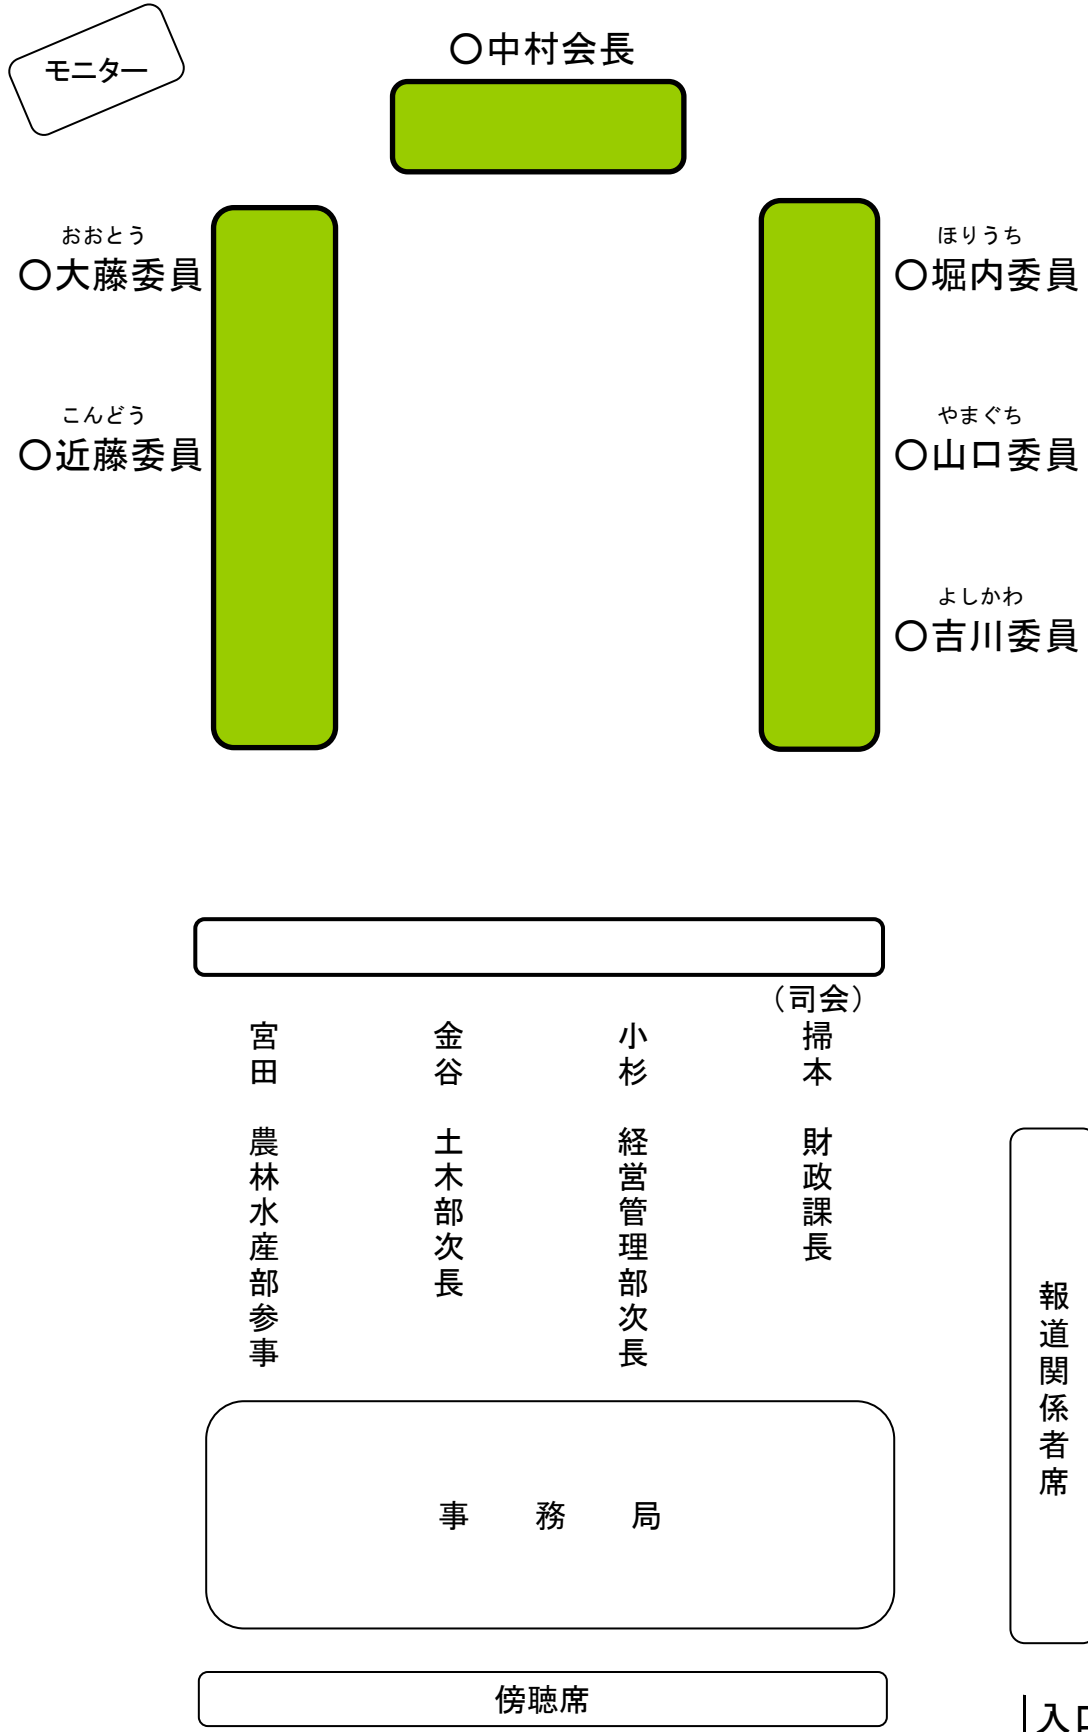 モニター
〇中村会長
おおとう
〇大藤委員
ほりうち
〇堀内委員
こんどう
〇近藤委員
やまぐち
〇山口委員
よしかわ
〇吉川委員
（司会）
掃本　財政課長
小杉　経営管理部次長
金谷　土木部次長
宮田　農林水産部参事
報道関係者席
事　務　局
傍聴席
入口